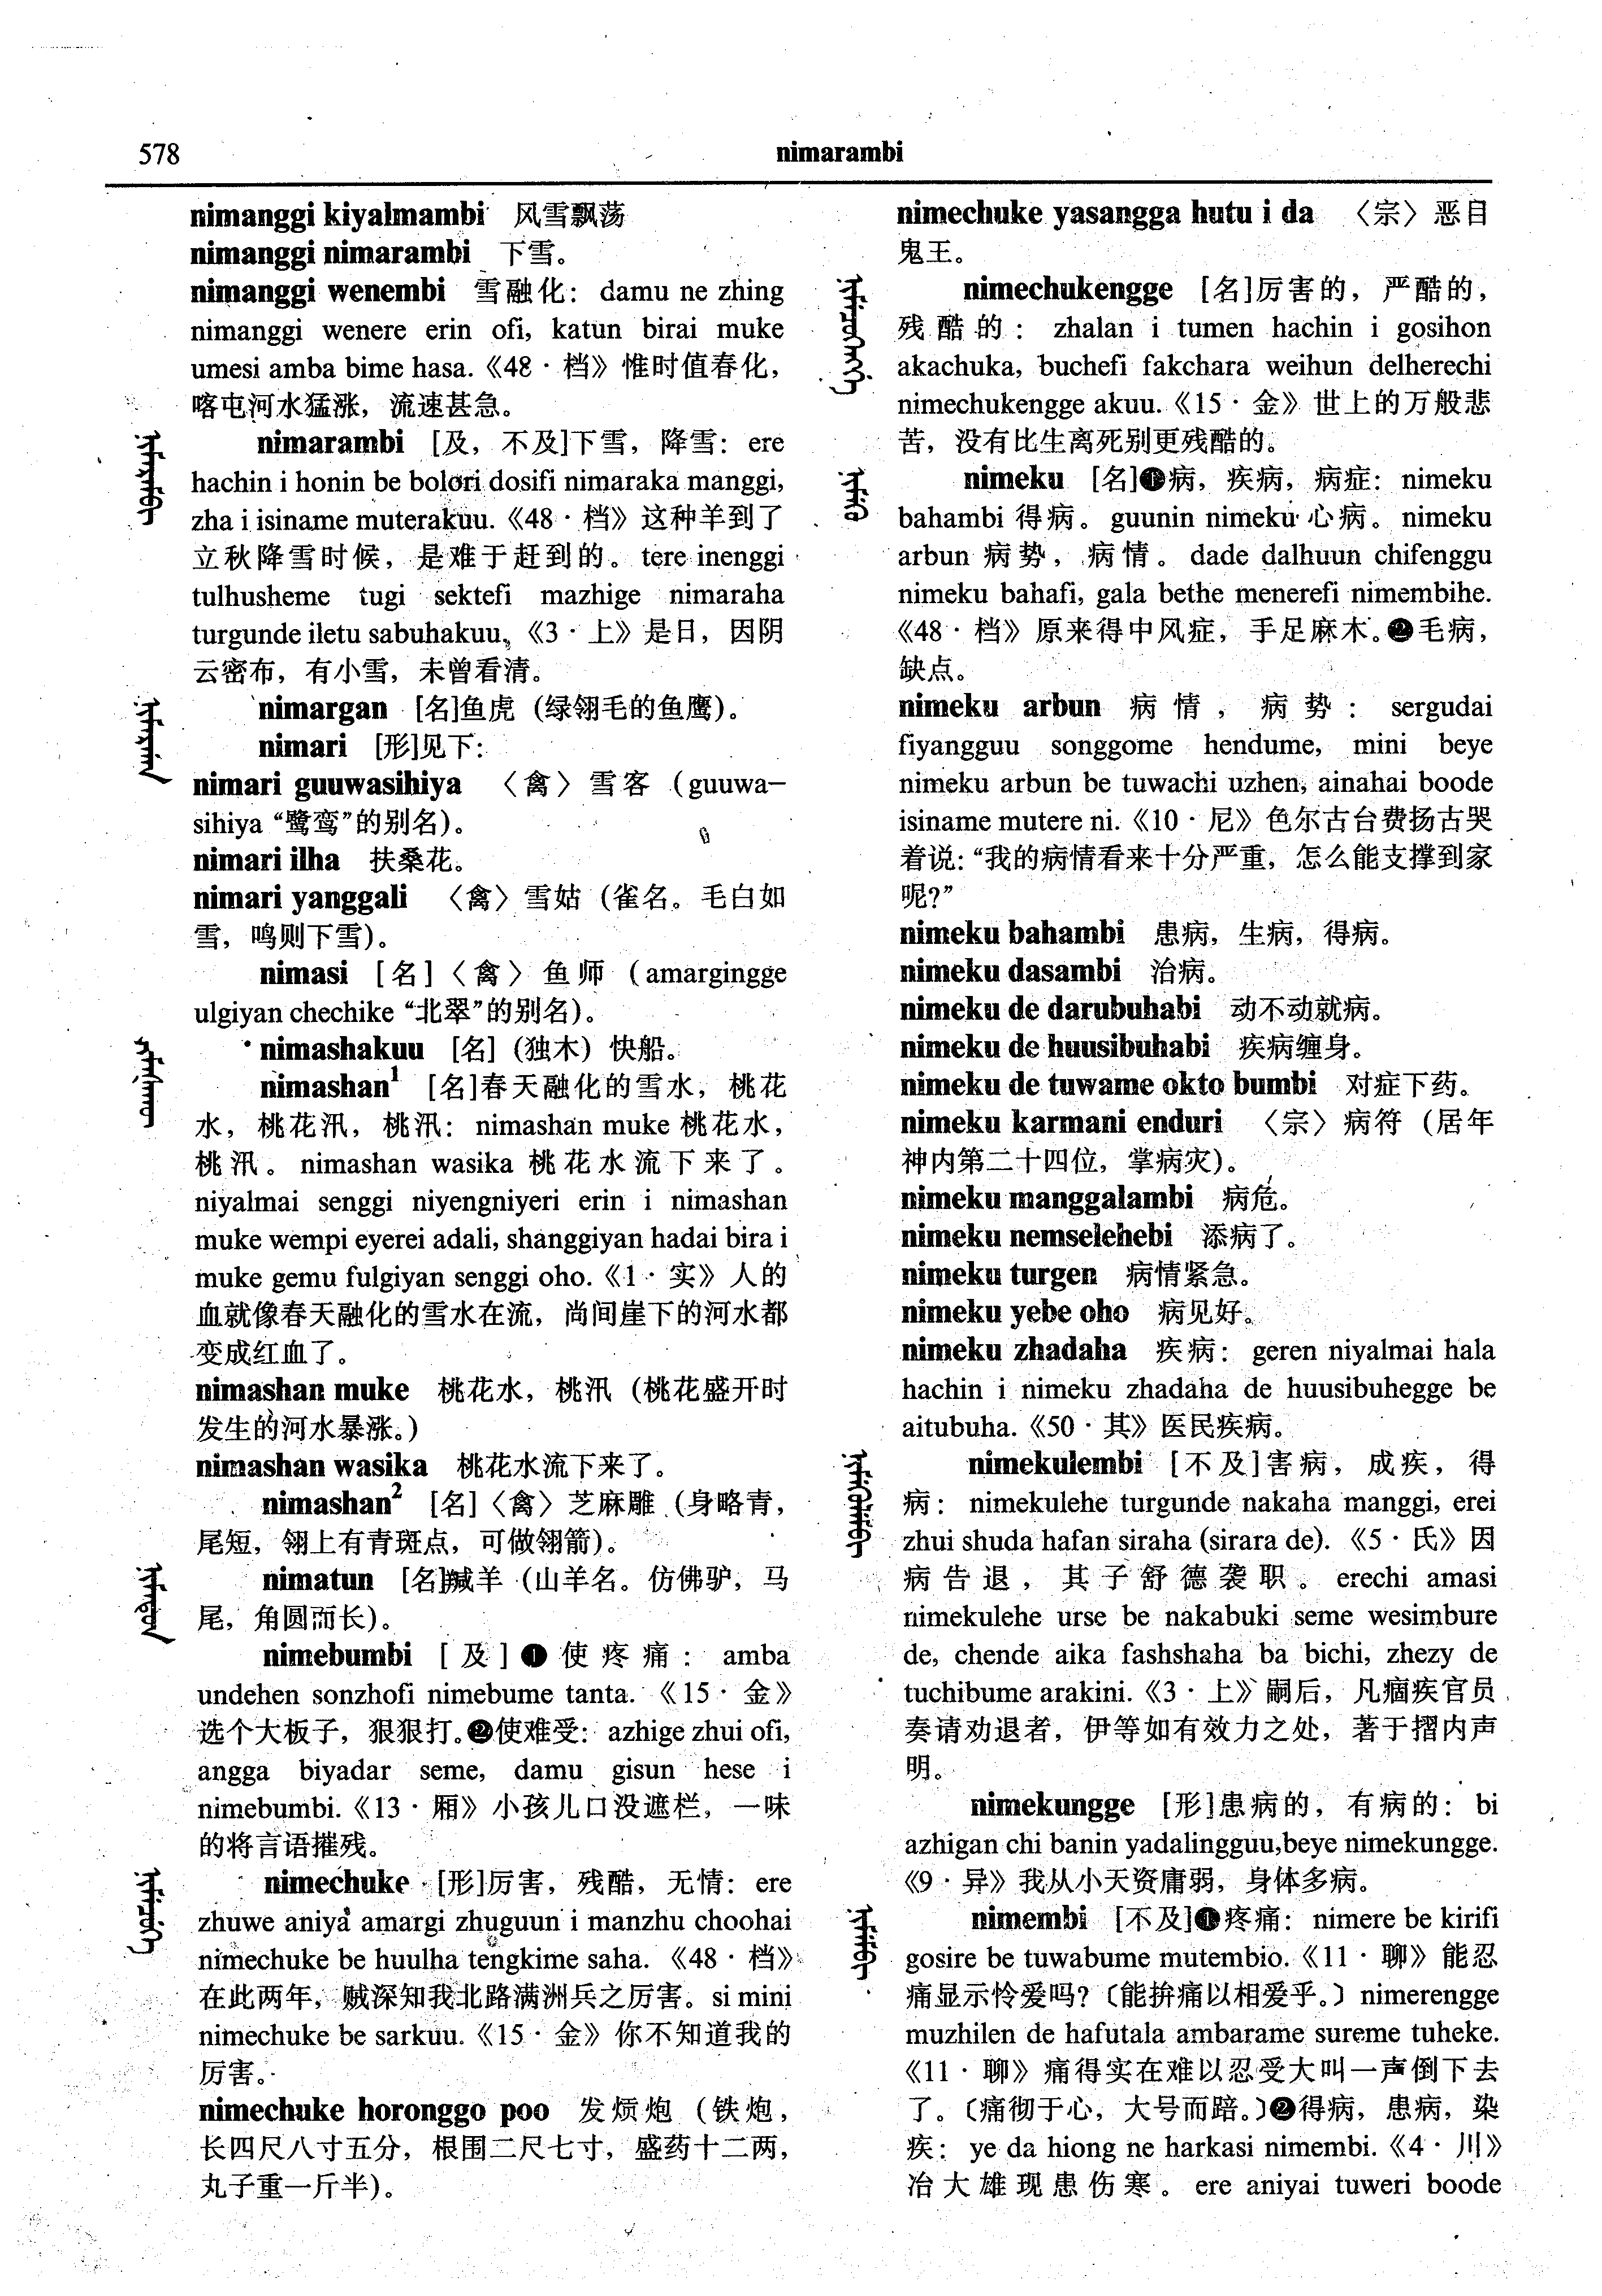 578
nimarambi
nimanggi kiyalmambi 风雪飘荡
nimanggi nimarambi 下雪。
nimanggi wenembi 雪融化：damu ne zhing
nimanggi wenere erin ofi, katun birai muke
umesi amba bime hasa.《48·档》惟时值春化，
喀屯河水猛涨，流速甚急。
nimarambi [及，不及]下雪，降雪：ere
hachin i honin be bolori dosifi nimaraka manggi,
zha i isiname muterakuu.《48·档》这种羊到了
立秋降雪时候，是难于赶到的。tere inenggi
tulhusheme tugi sektefi mazhige nimaraha
turgunde iletu sabuhakuu,《3·上》是日，因阴
云密布，有小雪，未曾看清。
nimargan [名]鱼虎（绿翎毛的鱼鹰）。
nimari [形]见下：
nimari guuwasihiya 〈禽〉雪客（guuwa–
sihiya “鹭鸾”的别名）。
nimari ilha 扶桑花。
nimari yanggali 〈禽〉雪姑（雀名。毛白如
雪，鸣则下雪）。
nimasi [名]〈禽〉鱼师（amargingge
ulgiyan chechike “北翠”的别名）。
nimashakuu [名]（独木）快船。
nimashan¹ [名]春天融化的雪水，桃花
水，桃花汛，桃汛：nimashan muke 桃花水，
桃汛。nimashan wasika 桃花水流下来了。
niyalmai senggi niyengniyeri erin i nimashan
muke wempi eyerei adali, shanggiyan hadai bira i
muke gemu fulgiyan senggi oho.《1·实》人的
血就像春天融化的雪水在流，尚间崖下的河水都
变成红血了。
nimashan muke 桃花水，桃汛（桃花盛开时
发生的河水暴涨。）
nimashan wasika 桃花水流下来了。
nimashan² [名]〈禽〉芝麻雕（身略青，
尾短，翎上有青斑点，可做翎箭）。
nimatun [名]羬羊（山羊名。仿佛驴，马
尾，角圆而长）。
nimebumbi [及]❶使疼痛：amba
undehen sonzhofi nimebume tanta.《15·金》
选个大板子，狠狠打。❷使难受：azhige zhui ofi,
angga biyadar seme, damu gisun hese i
nimebumbi.《13·厢》小孩儿口没遮栏，一味
的将言语摧残。
nimechuke [形]厉害，残酷，无情：ere
zhuwe aniya amargi zhuguun i manzhu choohai
nimechuke be huulha tengkime saha.《48·档》
在此两年，贼深知我北路满洲兵之厉害。si mini
nimechuke be sarkuu.《15·金》你不知道我的
厉害。
nimechuke horonggo poo 发烦炮（铁炮，
长四尺八寸五分，根围二尺七寸，盛药十二两，
丸子重一斤半）。
nimechuke yasangga hutu i da 〈宗〉恶目
鬼王。
nimechukengge [名]厉害的，严酷的，
残酷的：zhalan i tumen hachin i gosihon
akachuka, buchefi fakchara weihun delherechi
nimechukengge akuu.《15·金》世上的万般悲
苦，没有比生离死别更残酷的。
nimeku [名]❶病，疾病，病症：nimeku
bahambi 得病。guunin nimeku 心病。nimeku
arbun 病势，病情。dade dalhuun chifenggu
nimeku bahafi, gala bethe menerefi nimembihe.
《48·档》原来得中风症，手足麻木。❷毛病，
缺点。
nimeku arbun 病情，病势：sergudai
fiyangguu songgome hendume, mini beye
nimeku arbun be tuwachi uzhen, ainahai boode
isiname mutere ni.《10·尼》色尔古台费扬古哭
着说：“我的病情看来十分严重，怎么能支撑到家
呢？”
nimeku bahambi 患病，生病，得病。
nimeku dasambi 治病。
nimeku de darubuhabi 动不动就病。
nimeku de huusibuhabi 疾病缠身。
nimeku de tuwame okto bumbi 对症下药。
nimeku karmani enduri 〈宗〉病符（居年
神内第二十四位，掌病灾）。
nimeku manggalambi 病危。
nimeku nemselehebi 添病了。
nimeku turgen 病情紧急。
nimeku yebe oho 病见好。
nimeku zhadaha 疾病：geren niyalmai hala
hachin i nimeku zhadaha de huusibuhegge be
aitubuha.《50·其》医民疾病。
nimekulembi [不及]害病，成疾，得
病：nimekulehe turgunde nakaha manggi, erei
zhui shuda hafan siraha (sirara de).《5·氏》因
病告退，其子舒德袭职。erechi amasi
nimekulehe urse be nakabuki seme wesimbure
de, chende aika fashshaha ba bichi, zhezy de
tuchibume arakini.《3·上》嗣后，凡痼疾官员
奏请劝退者，伊等如有效力之处，著于摺内声
明。
nimekungge [形]患病的，有病的：bi
azhigan chi banin yadalingguu,beye nimekungge.
《9·异》我从小天资庸弱，身体多病。
nimembi [不及]❶疼痛：nimere be kirifi
gosire be tuwabume mutembio.《11·聊》能忍
痛显示怜爱吗？〔能拚痛以相爱乎。〕nimerengge
muzhilen de hafutala ambarame sureme tuheke.
《11·聊》痛得实在难以忍受大叫一声倒下去
了。〔痛彻于心，大号而踣。〕❷得病，患病，染
疾：ye da hiong ne harkasi nimembi.《4·川》
冶大雄现患伤寒。ere aniyai tuweri boode